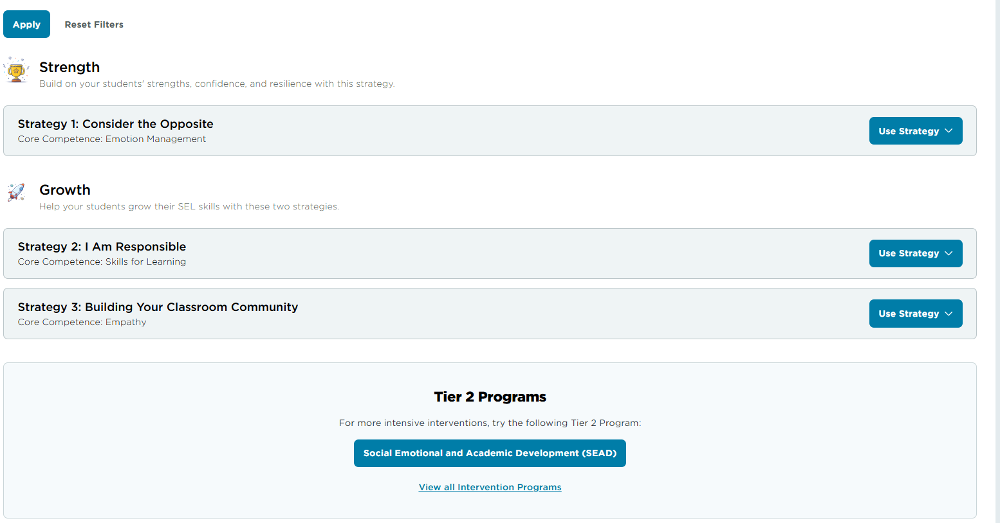 Apply
Reset Filters
Strength
Build on your students' strengths, confidence, and resilience with this strategy.
Strategy 1: Consider the Opposite
Core Competence: Emotion Management
Use Strategy
Growth
Help your students grow their SEL skills with these two strategies.
Strategy 2: I Am Responsible
Core Competence: Skills for Learning
Use Strategy
Strategy 3: Building Your Classroom Community
Core Competence: Empathy
Use Strategy
Tier 2 Programs
For more intensive interventions, try the following Tier 2 Program:
Social Emotional and Academic Development (SEAD)
View all Intervention Programs